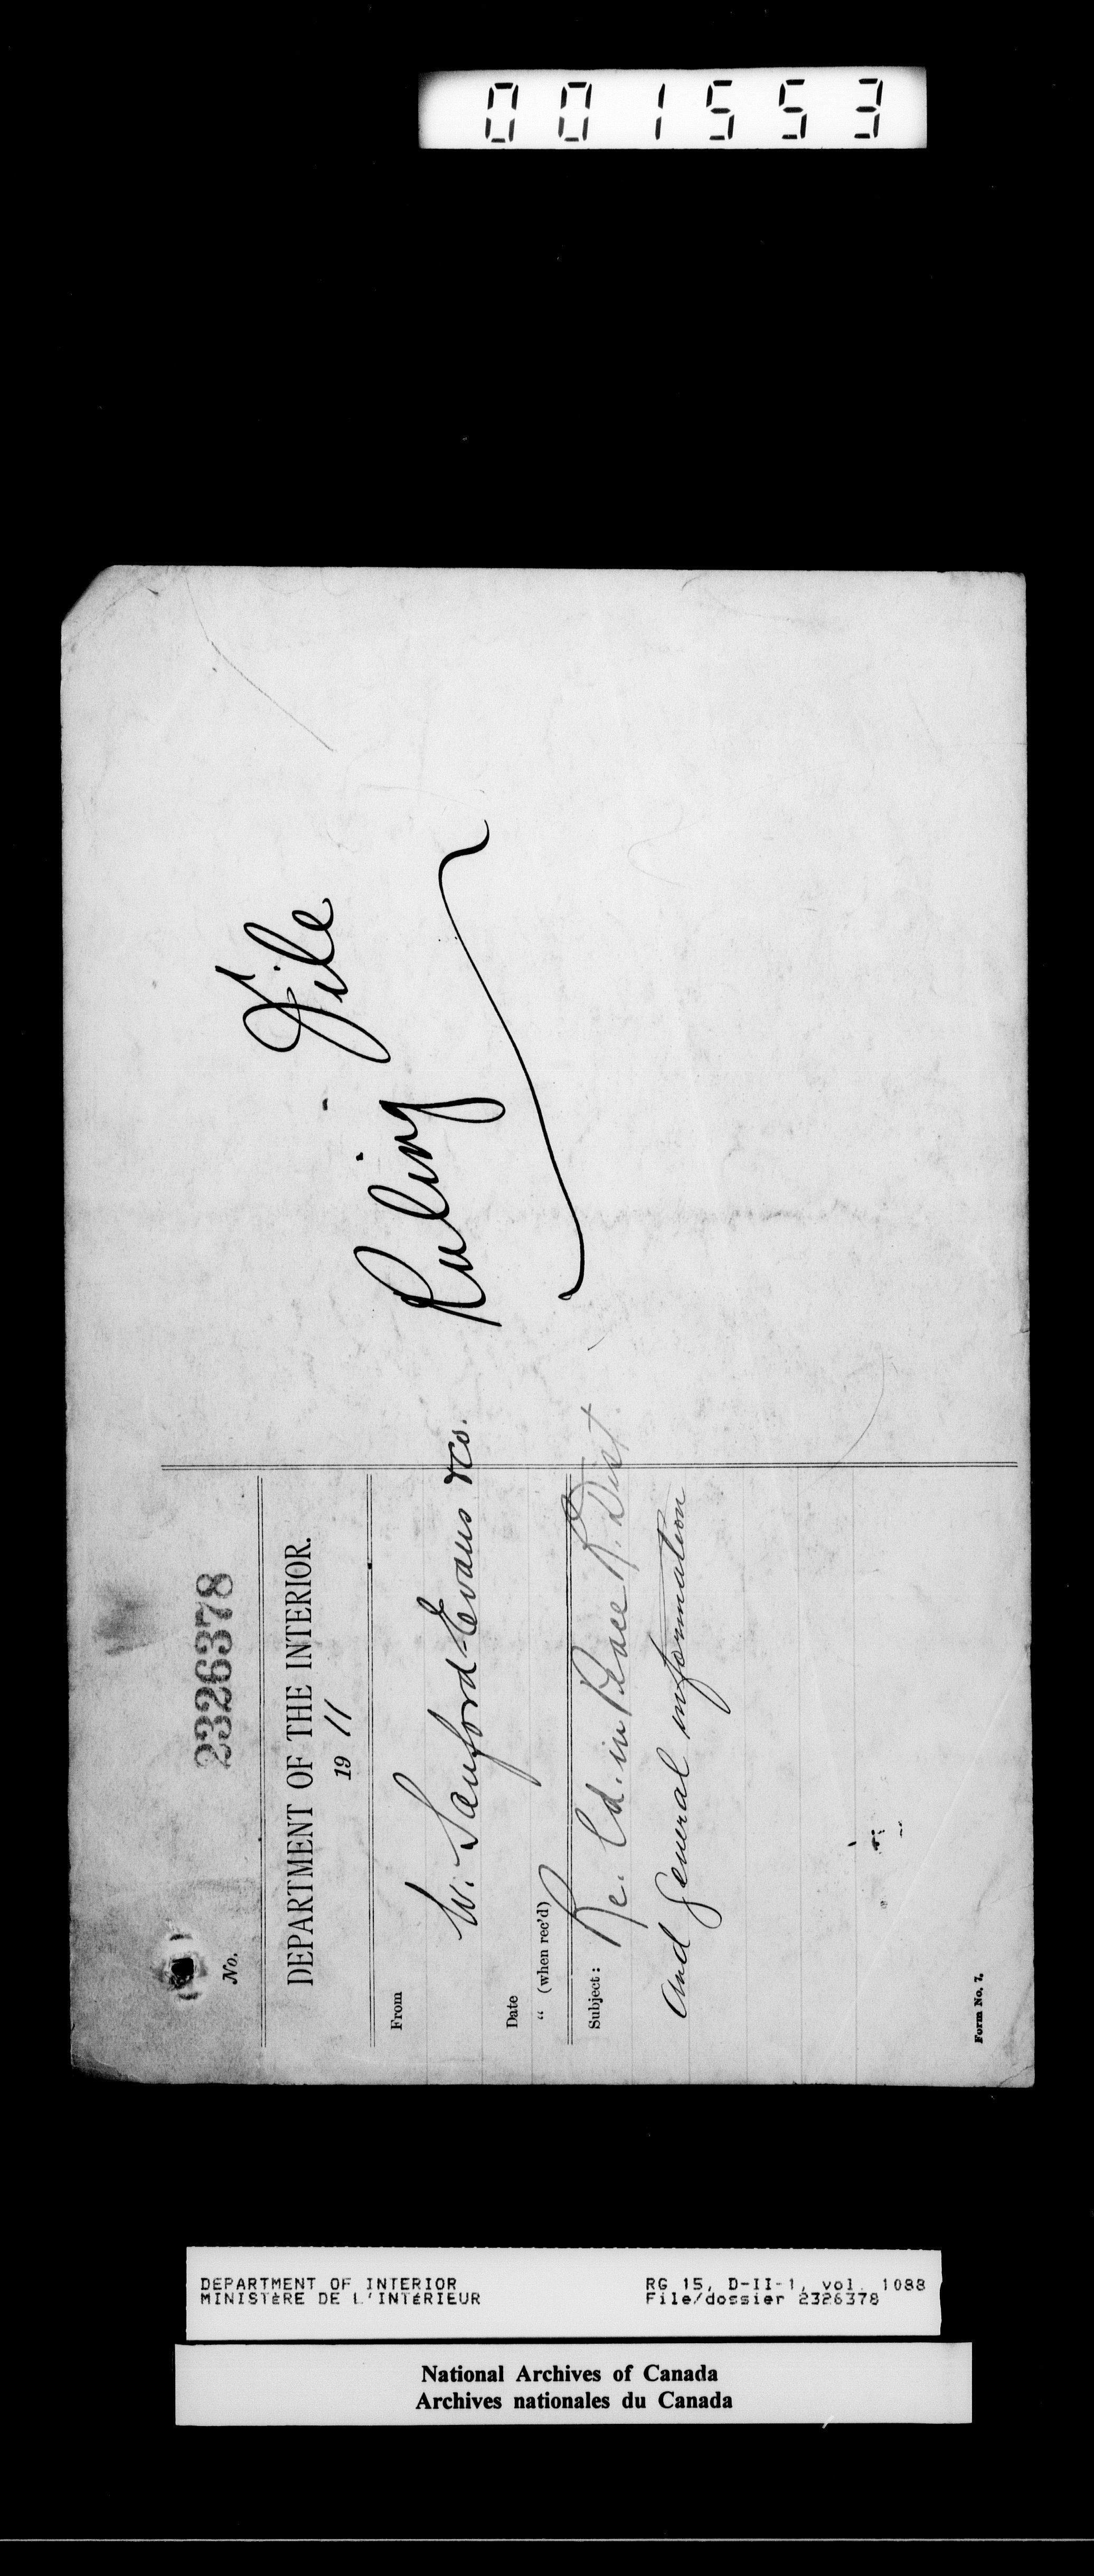 001553
No. 2326378
DEPARTMENT OF THE INTERIOR.
19 11
From
W. Sanford-Evans &Co.
Date
" (when rec'd)
Subject: Re. Ld. in Peace R. Dist
And General information
Form No. 7.
Ruling File
DEPARTMENT OF INTERIOR
MINISTÈRE DE L'INTÉRIEUR
RG 15, D-II-1, vol. 1088
File/dossier 2326378
National Archives of Canada
Archives nationales du Canada